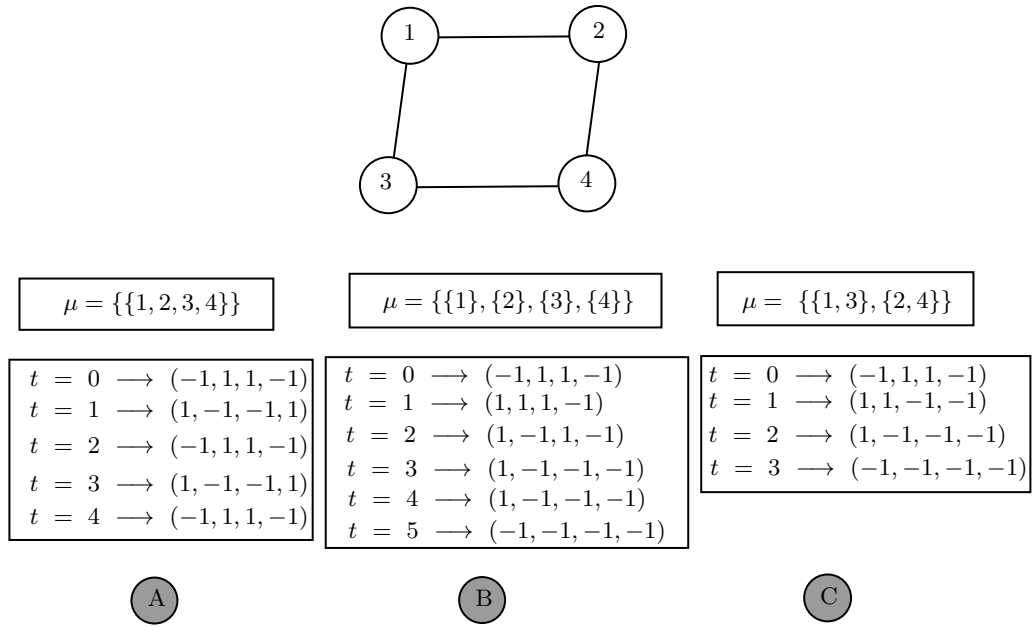 1
2
3
4
μ = {{1, 2, 3, 4}}
t = 0 ⟶ (−1, 1, 1, −1)
t = 1 ⟶ (1, −1, −1, 1)
t = 2 ⟶ (−1, 1, 1, −1)
t = 3 ⟶ (1, −1, −1, 1)
t = 4 ⟶ (−1, 1, 1, −1)
A
μ = {{1}, {2}, {3}, {4}}
t = 0 ⟶ (−1, 1, 1, −1)
t = 1 ⟶ (1, 1, 1, −1)
t = 2 ⟶ (1, −1, 1, −1)
t = 3 ⟶ (1, −1, −1, −1)
t = 4 ⟶ (1, −1, −1, −1)
t = 5 ⟶ (−1, −1, −1, −1)
B
μ = {{1, 3}, {2, 4}}
t = 0 ⟶ (−1, 1, 1, −1)
t = 1 ⟶ (1, 1, −1, −1)
t = 2 ⟶ (1, −1, −1, −1)
t = 3 ⟶ (−1, −1, −1, −1)
C